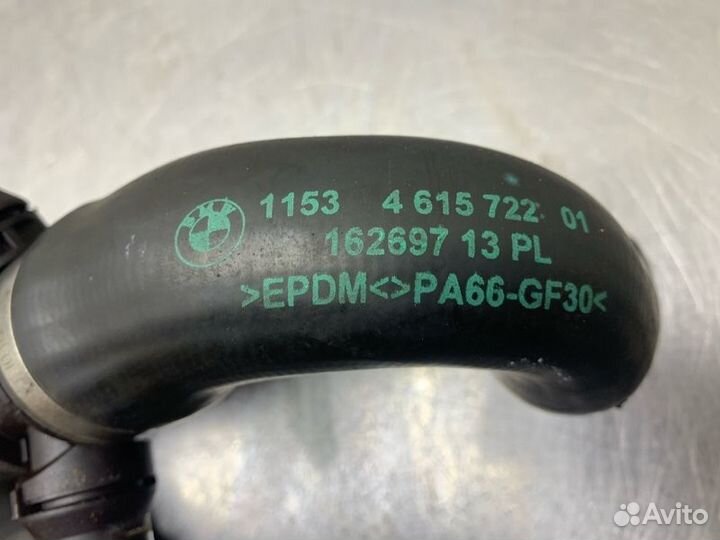 1153 4 615 722 01
162697 13 PL
>EPDM<>PA66-GF30<
Avito